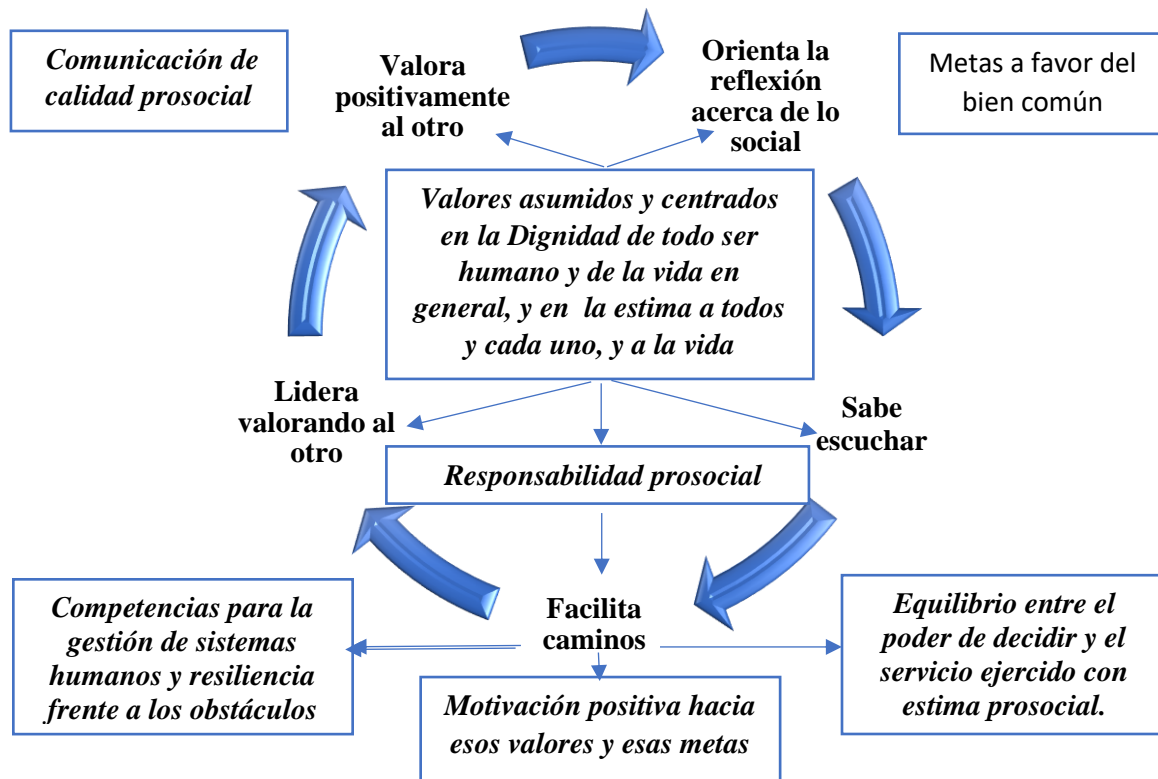 Comunicación de
calidad prosocial
Valora
positivamente
al otro
Orienta la
reflexión
acerca de lo
social
Metas a favor del
bien común
Valores asumidos y centrados
en la Dignidad de todo ser
humano y de la vida en
general, y en la estima a todos
y cada uno, y a la vida
Lidera
valorando al
otro
Sabe
escuchar
Responsabilidad prosocial
Facilita
caminos
Competencias para la
gestión de sistemas
humanos y resiliencia
frente a los obstáculos
Equilibrio entre el
poder de decidir y el
servicio ejercido con
estima prosocial.
Motivación positiva hacia
esos valores y esas metas